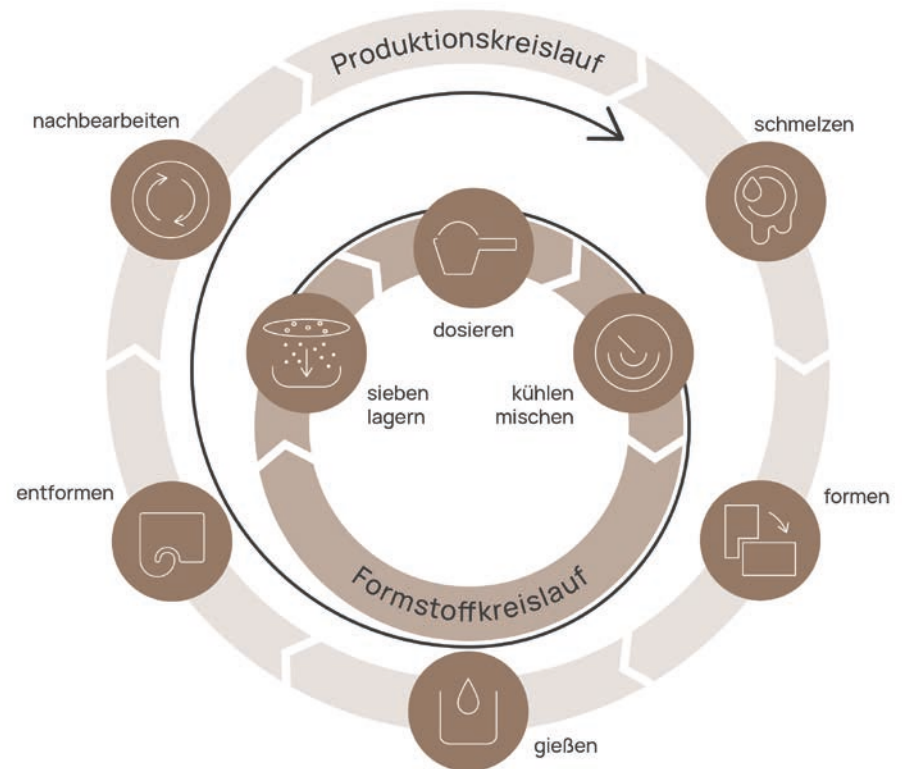 Produktionskreislauf
nachbearbeiten
schmelzen
dosieren
sieben
lagern
kühlen
mischen
entformen
formen
Formstoffkreislauf
gießen